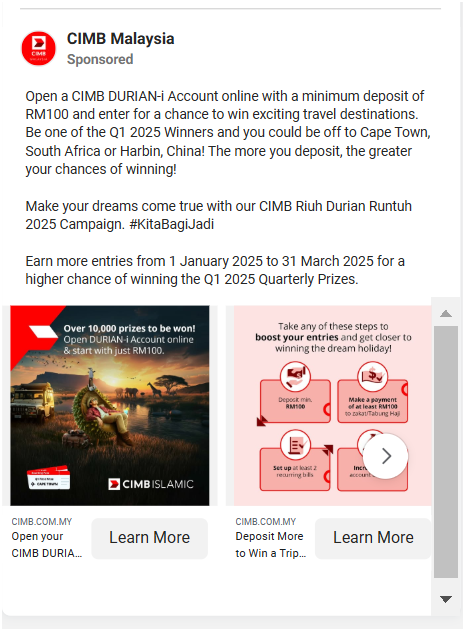 CIMB Malaysia
CIMB
Sponsored
Open a CIMB DURIAN-i Account online with a minimum deposit of
RM100 and enter for a chance to win exciting travel destinations.
Be one of the Q1 2025 Winners and you could be off to Cape Town,
South Africa or Harbin, China! The more you deposit, the greater
your chances of winning!
Make your dreams come true with our CIMB Riuh Durian Runtuh
2025 Campaign. #KitaBagiJadi
Earn more entries from 1 January 2025 to 31 March 2025 for a
higher chance of winning the Q1 2025 Quarterly Prizes.
Over 10,000 prizes to be won!
Open DURIAN-i Account online
& start with just RM100.
CAPE TOWN
CIMB ISLAMIC
Take any of these steps to
boost your entries and get closer to
winning the dream holiday!
Deposit min.
RM100
Make a payment
of at least RM100
to zakat/Tabung Haji
Set up at least 2
recurring bills
Incr
account
CIMB.COM.MY
Open your
CIMB DURIA...
Learn More
CIMB.COM.MY
Deposit More
to Win a Trip...
Learn More